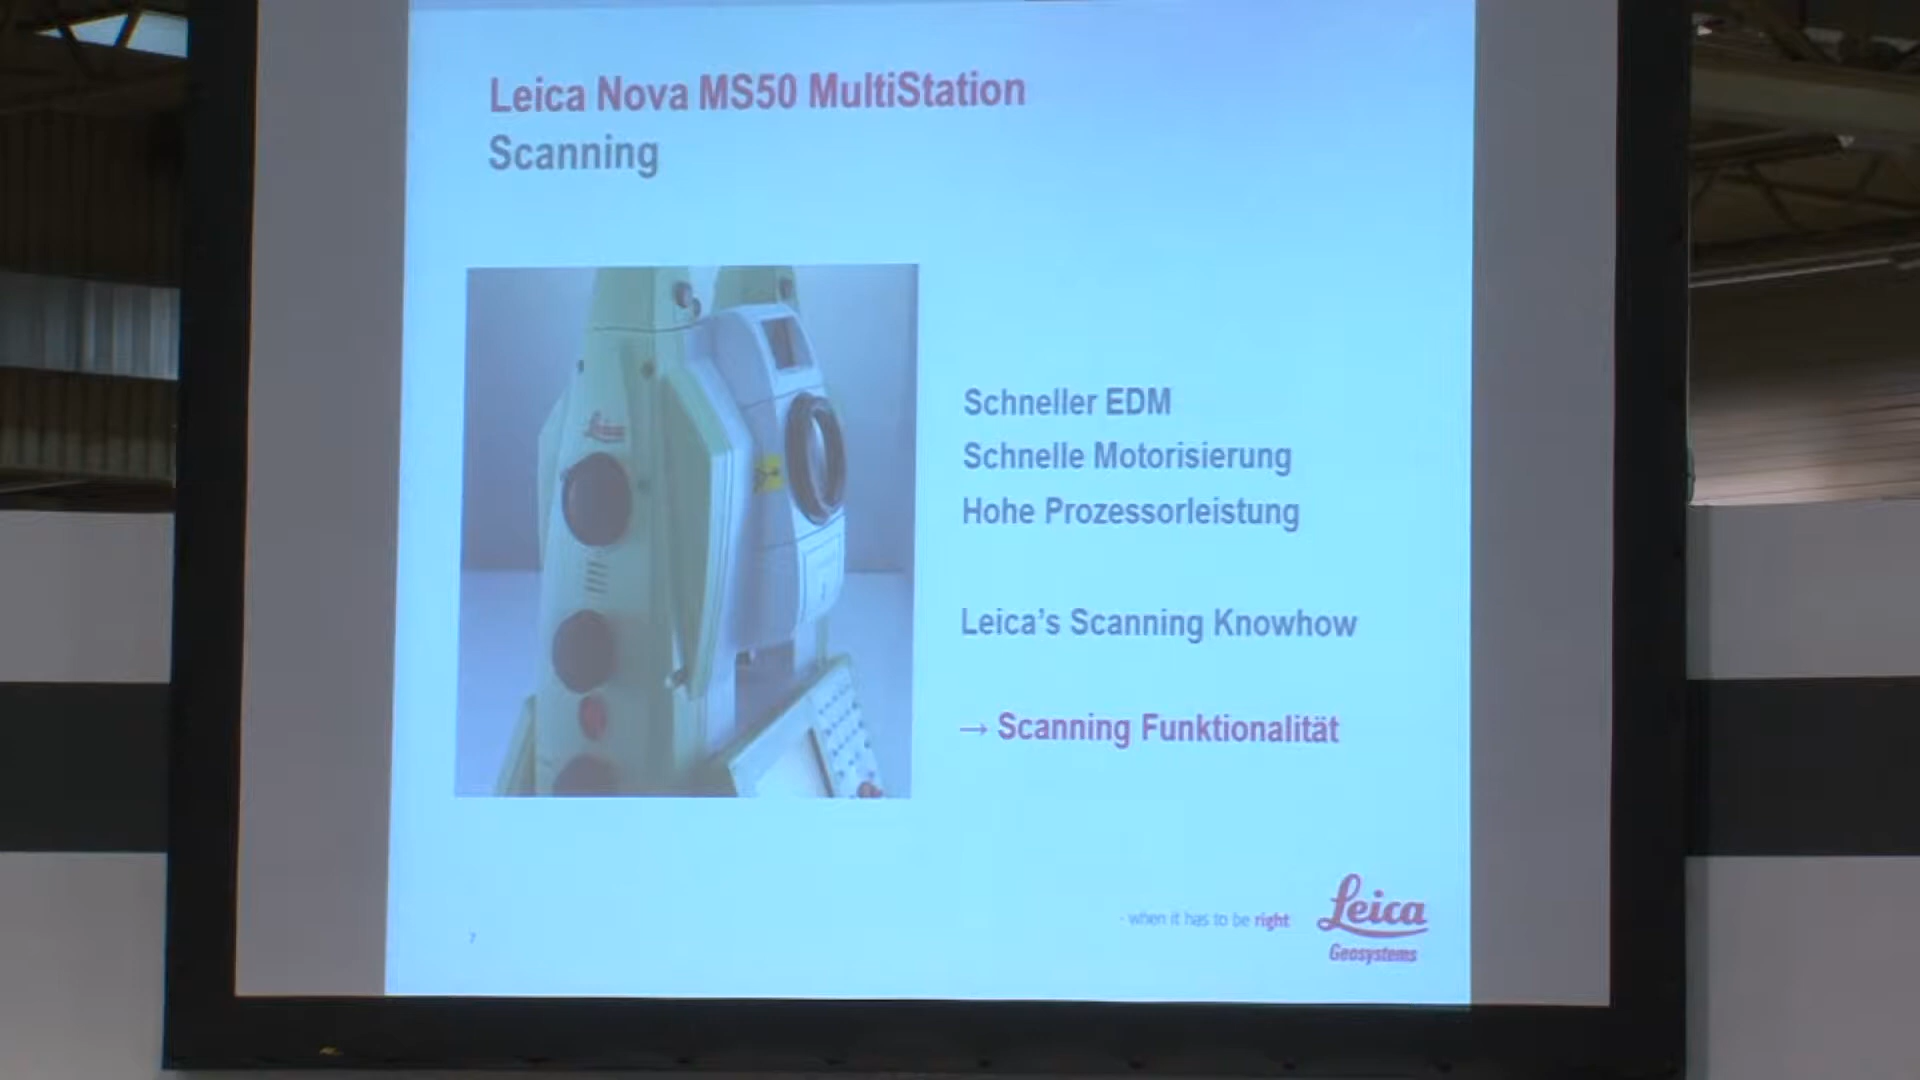 Leica Nova MS50 MultiStation
Scanning
Leica
Schneller EDM
Schnelle Motorisierung
Hohe Prozessorleistung
Leica's Scanning Knowhow
→ Scanning Funktionalität
- when it has to be right
Leica
Geosystems
7